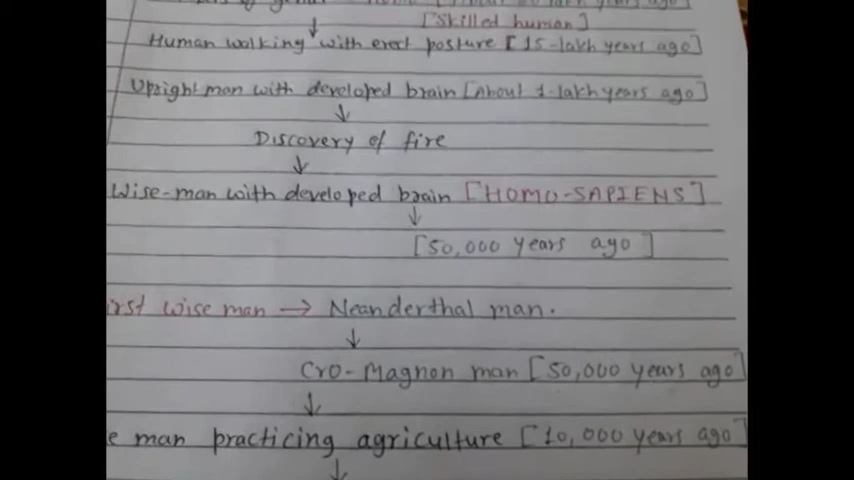 [Skilled human]
↓
Human walking with erect posture [15-lakh years ago]
Upright man with developed brain [About 1-lakh years ago]
↓
Discovery of fire
↓
Wise-man with developed brain [HOMO-SAPIENS]
↓
[50,000 years ago]
irst wise man → Neanderthal man.
↓
Cro-Magnon man [50,000 years ago]
↓
e man practicing agriculture [10,000 years ago]
↓